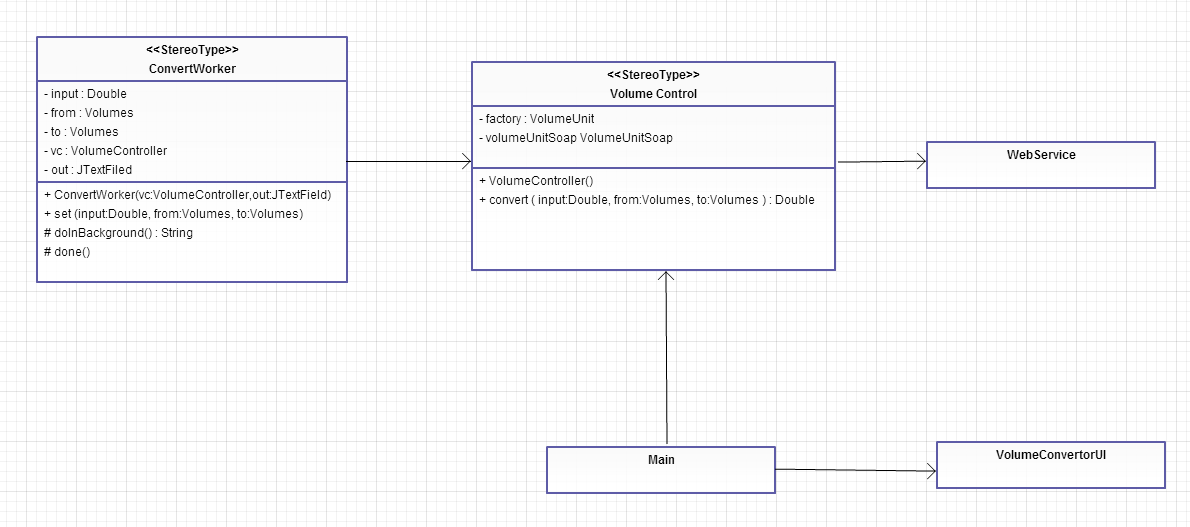 <<StereoType>>
ConvertWorker
- input : Double
- from : Volumes
- to : Volumes
- vc : VolumeController
- out : JTextFiled
+ ConvertWorker(vc:VolumeController,out:JTextField)
+ set (input:Double, from:Volumes, to:Volumes)
# doInBackground() : String
# done()
<<StereoType>>
Volume Control
- factory : VolumeUnit
- volumeUnitSoap VolumeUnitSoap
+ VolumeController()
+ convert ( input:Double, from:Volumes, to:Volumes ) : Double
WebService
Main
VolumeConvertorUI